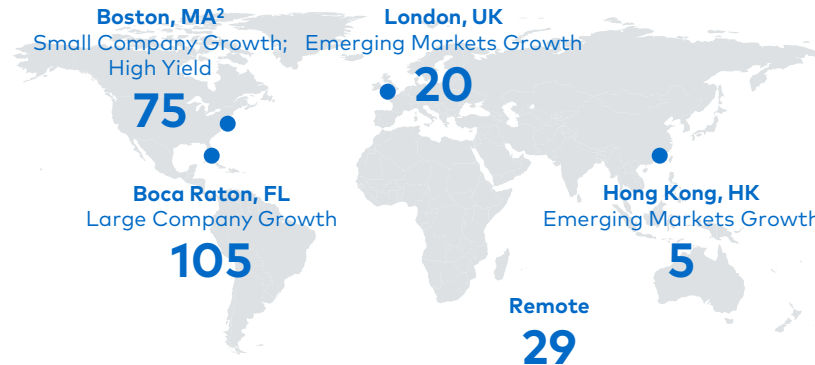 Boston, MA²
Small Company Growth;
High Yield
75
London, UK
Emerging Markets Growth
20
Boca Raton, FL
Large Company Growth
105
Hong Kong, HK
Emerging Markets Growth
5
Remote
29